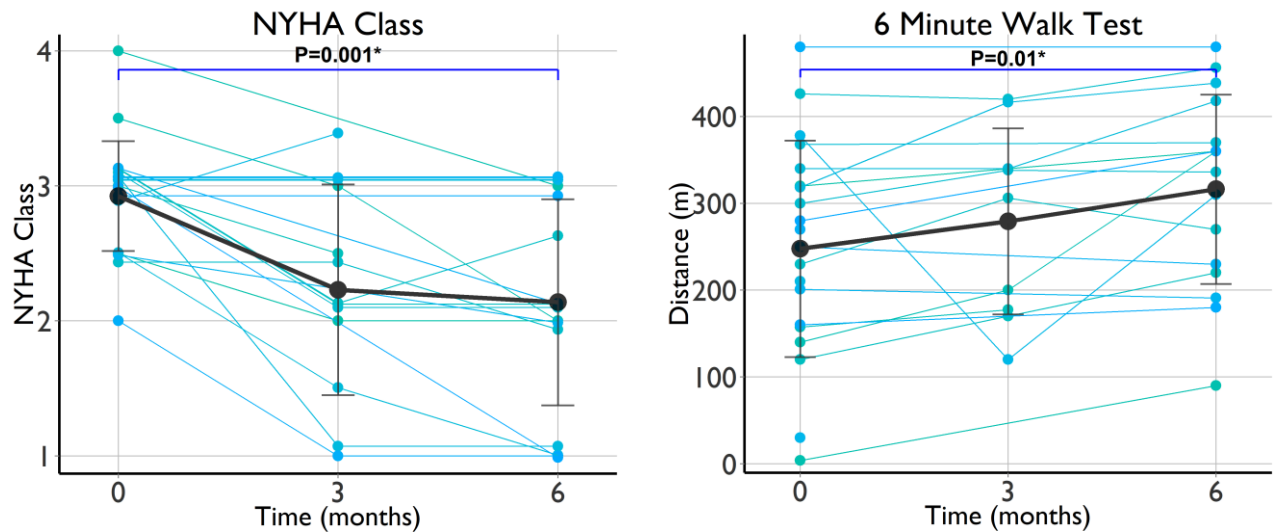 NYHA Class
P=0.001*
4
3
2
1
NYHA Class
0
3
6
Time (months)
6 Minute Walk Test
P=0.01*
400
300
200
100
0
Distance (m)
0
3
6
Time (months)